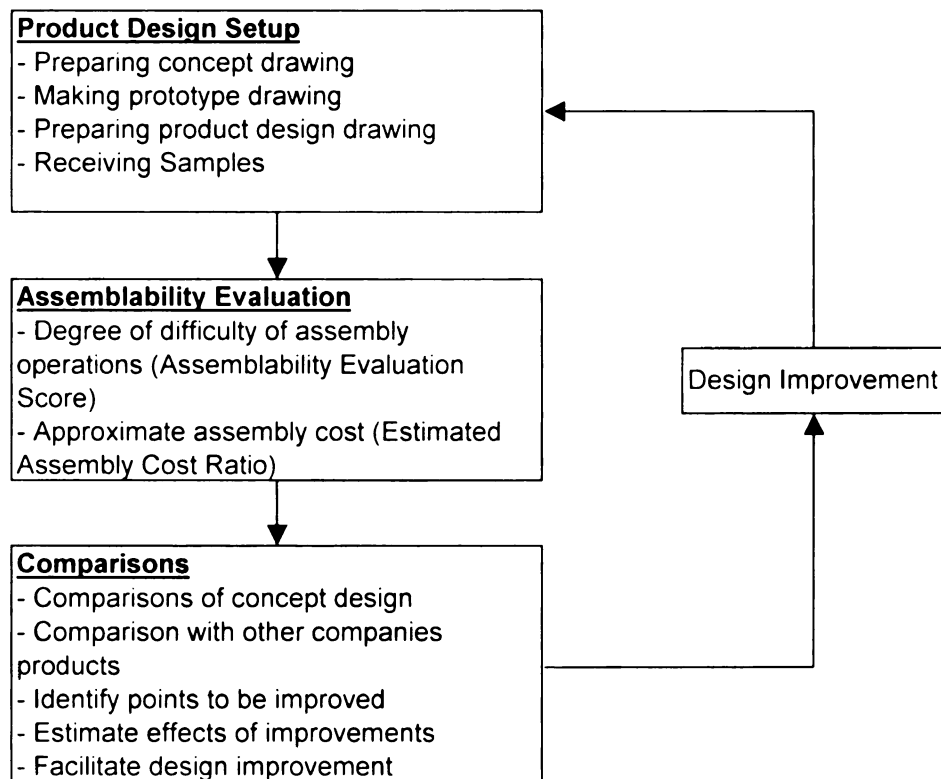 Product Design Setup
- Preparing concept drawing
- Making prototype drawing
- Preparing product design drawing
- Receiving Samples
Assemblability Evaluation
- Degree of difficulty of assembly
operations (Assemblability Evaluation
Score)
- Approximate assembly cost (Estimated
Assembly Cost Ratio)
Design Improvement
Comparisons
- Comparisons of concept design
- Comparison with other companies
products
- Identify points to be improved
- Estimate effects of improvements
- Facilitate design improvement